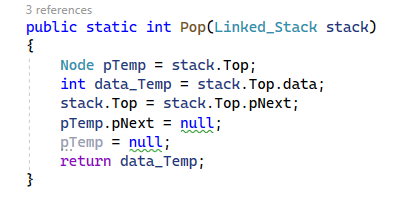 3 references
public static int Pop(Linked_Stack stack)
{
Node pTemp = stack.Top;
int data_Temp = stack.Top.data;
stack.Top = stack.Top.pNext;
pTemp.pNext = null;
pTemp = null;
return data_Temp;
}